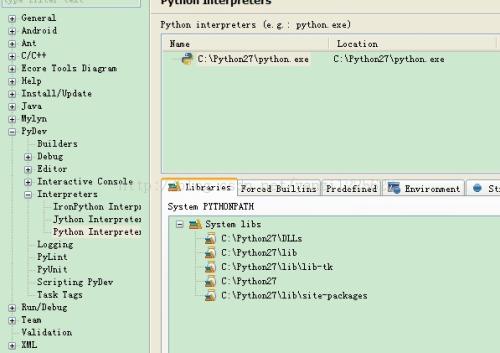 type filter text
Python Interpreters
General
Android
Ant
C/C++
Ecore Tools Diagram
Help
Install/Update
Java
Mylyn
PyDev
Builders
Debug
Editor
Interactive Console
Interpreters
IronPython Interp
Jython Interprete
Python Interprete
Logging
PyLint
PyUnit
Scripting PyDev
Task Tags
Run/Debug
Team
Validation
XML
Python interpreters (e.g.: python.exe)
Name Location
C:\Python27\python.exe C:\Python27\python.exe
Libraries Forced Builtins Predefined Environment St
System PYTHONPATH
System libs
C:\Python27\DLLs
C:\Python27\lib
C:\Python27\lib\lib-tk
C:\Python27
C:\Python27\lib\site-packages